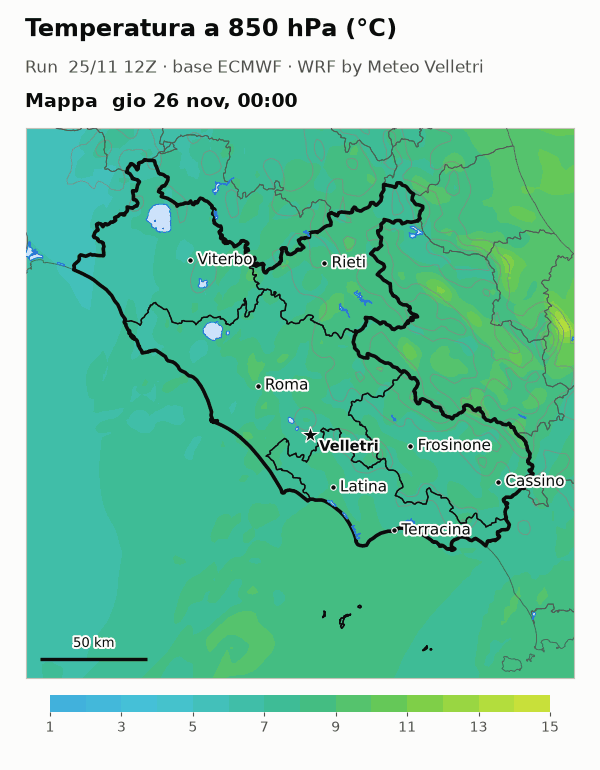 Temperatura a 850 hPa (°C)
Run  25/11 12Z · base ECMWF · WRF by Meteo Velletri
Mappa  gio 26 nov, 00:00
Viterbo
Rieti
Roma
Velletri
Frosinone
Latina
Cassino
Terracina
50 km
1 3 5 7 9 11 13 15